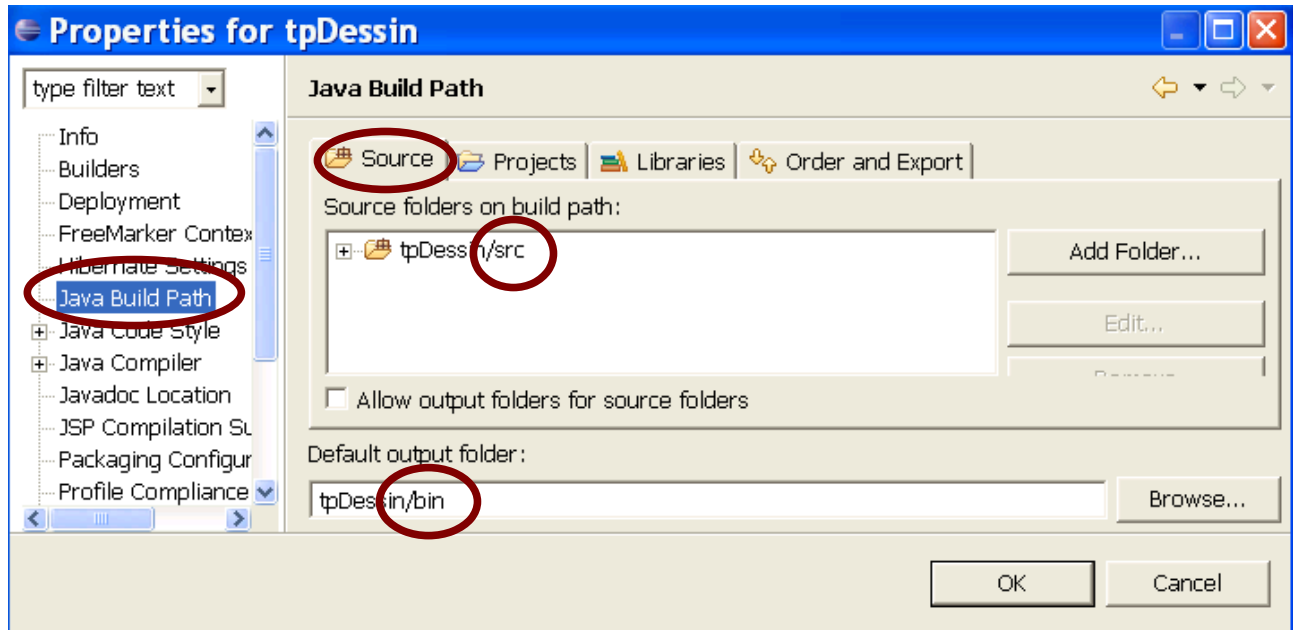 Properties for tpDessin
type filter text
Java Build Path
Info
Builders
Deployment
FreeMarker Contex
Hibernate Settings
Java Build Path
Java Code Style
Java Compiler
Javadoc Location
JSP Compilation Su
Packaging Configur
Profile Compliance
Source
Projects
Libraries
Order and Export
Source folders on build path:
tpDessin/src
Add Folder...
Edit...
Remove
Allow output folders for source folders
Default output folder:
tpDessin/bin
Browse...
OK
Cancel